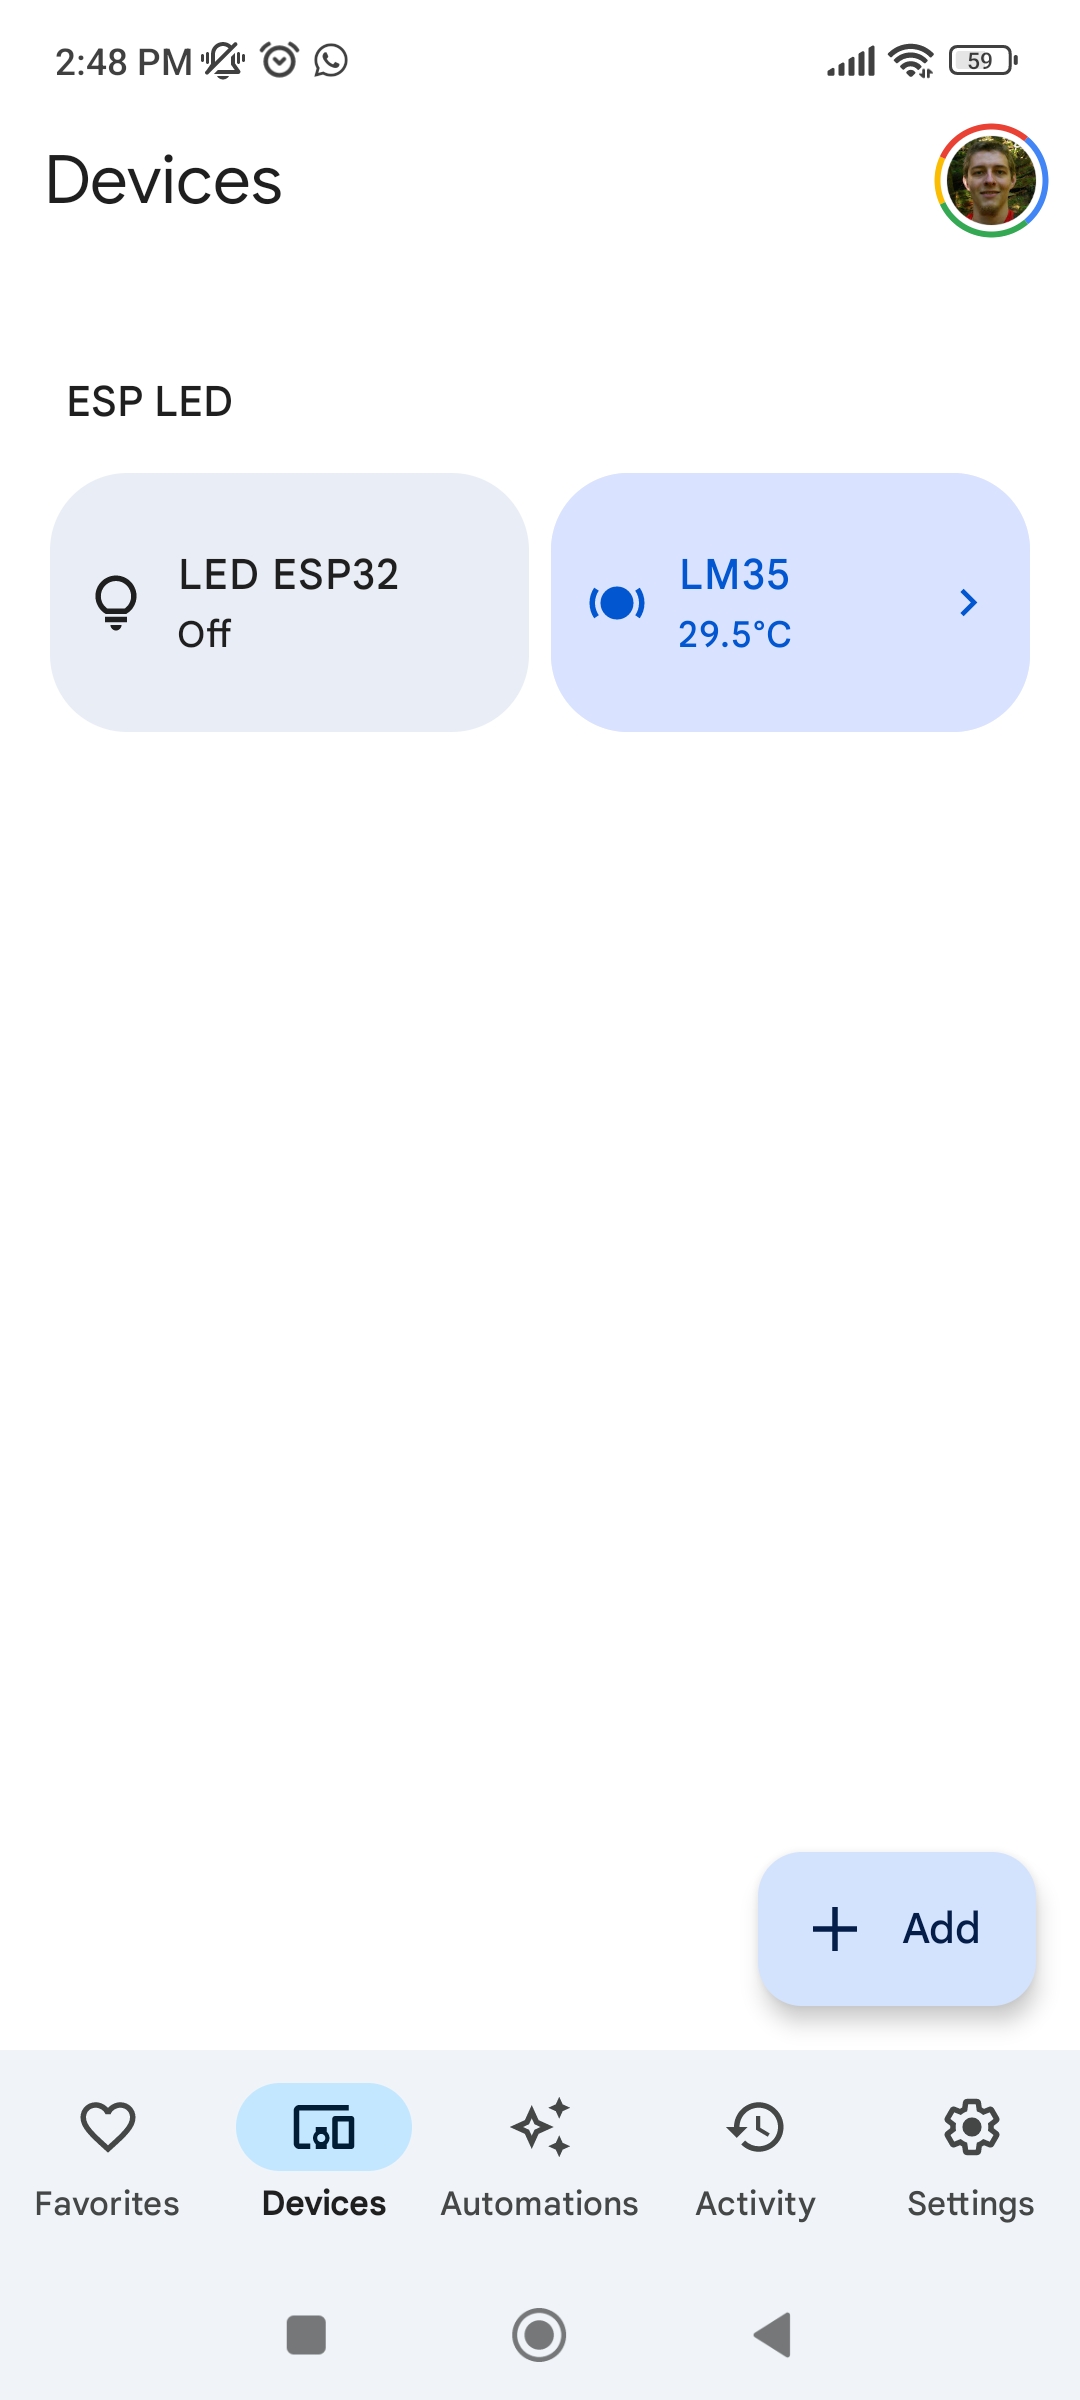 2:48 PM
59
Devices
ESP LED
LED ESP32
Off
LM35
29.5°C
Add
Favorites
Devices
Automations
Activity
Settings